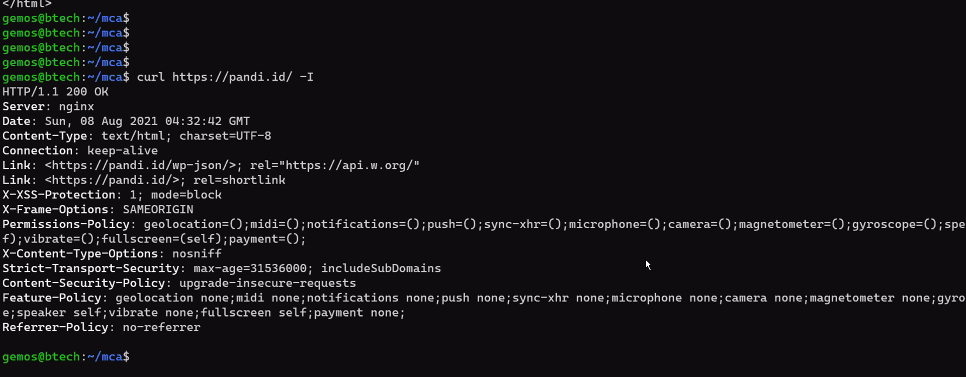 </html>
gemos@btech:~/mca$
gemos@btech:~/mca$
gemos@btech:~/mca$
gemos@btech:~/mca$
gemos@btech:~/mca$ curl https://pandi.id/ -I
HTTP/1.1 200 OK
Server: nginx
Date: Sun, 08 Aug 2021 04:32:42 GMT
Content-Type: text/html; charset=UTF-8
Connection: keep-alive
Link: <https://pandi.id/wp-json/>; rel="https://api.w.org/"
Link: <https://pandi.id/>; rel=shortlink
X-XSS-Protection: 1; mode=block
X-Frame-Options: SAMEORIGIN
Permissions-Policy: geolocation=();midi=();notifications=();push=();sync-xhr=();microphone=();camera=();magnetometer=();gyroscope=();spe
f);vibrate=();fullscreen=(self);payment=();
X-Content-Type-Options: nosniff
Strict-Transport-Security: max-age=31536000; includeSubDomains
Content-Security-Policy: upgrade-insecure-requests
Feature-Policy: geolocation none;midi none;notifications none;push none;sync-xhr none;microphone none;camera none;magnetometer none;gyro
e;speaker self;vibrate none;fullscreen self;payment none;
Referrer-Policy: no-referrer
gemos@btech:~/mca$